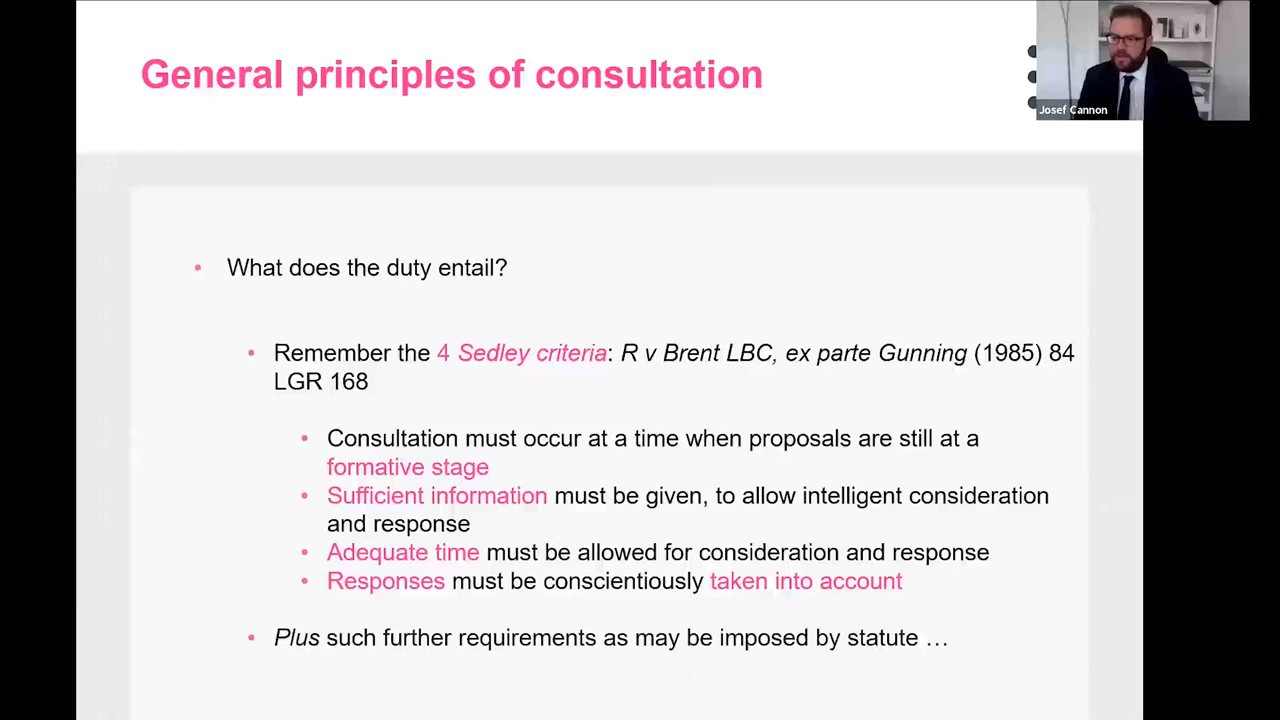 General principles of consultation
Josef Cannon
• What does the duty entail?
• Remember the 4 Sedley criteria: R v Brent LBC, ex parte Gunning (1985) 84
LGR 168
• Consultation must occur at a time when proposals are still at a
formative stage
• Sufficient information must be given, to allow intelligent consideration
and response
• Adequate time must be allowed for consideration and response
• Responses must be conscientiously taken into account
• Plus such further requirements as may be imposed by statute …